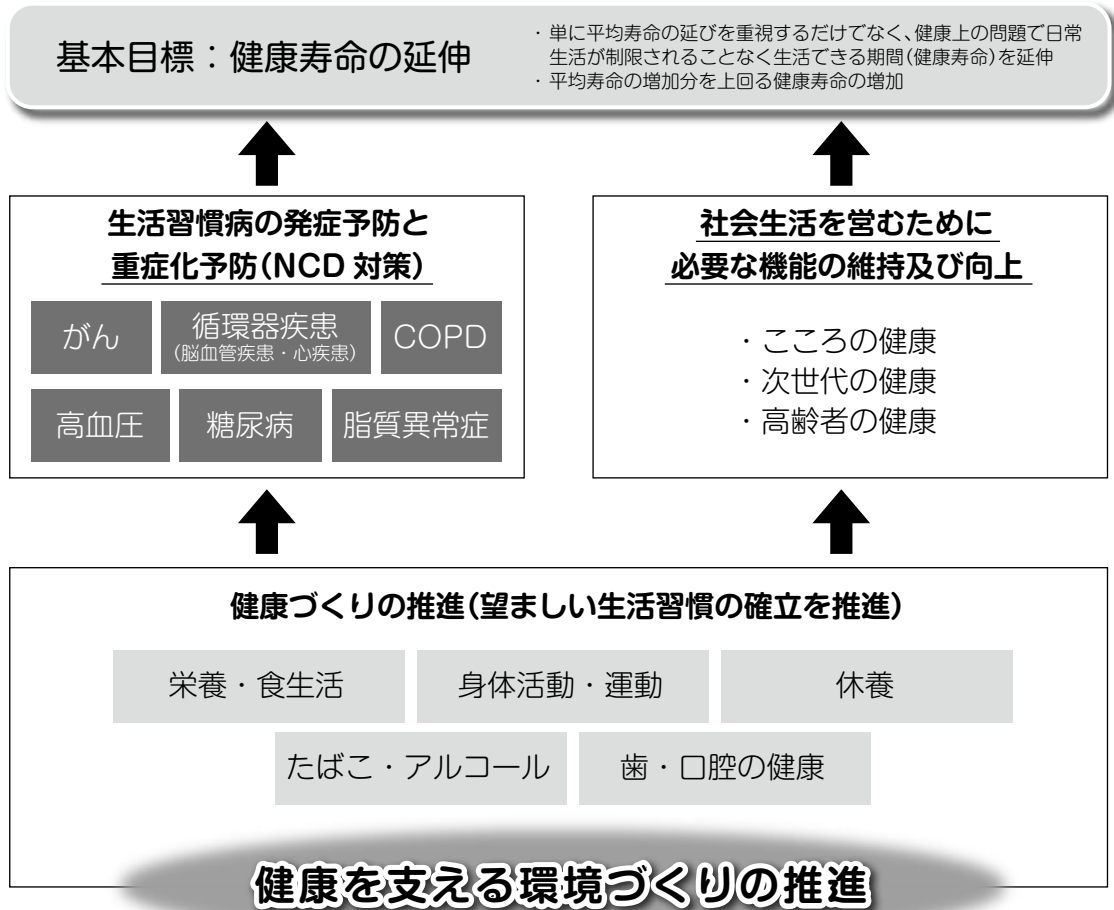 基本目標：健康寿命の延伸
・単に平均寿命の延びを重視するだけでなく、健康上の問題で日常
生活が制限されることなく生活できる期間（健康寿命）を延伸
・平均寿命の増加分を上回る健康寿命の増加
生活習慣病の発症予防と
重症化予防（NCD 対策）
がん
循環器疾患
（脳血管疾患・心疾患）
COPD
高血圧
糖尿病
脂質異常症
社会生活を営むために
必要な機能の維持及び向上
・こころの健康
・次世代の健康
・高齢者の健康
健康づくりの推進（望ましい生活習慣の確立を推進）
栄養・食生活
身体活動・運動
休養
たばこ・アルコール
歯・口腔の健康
健康を支える環境づくりの推進